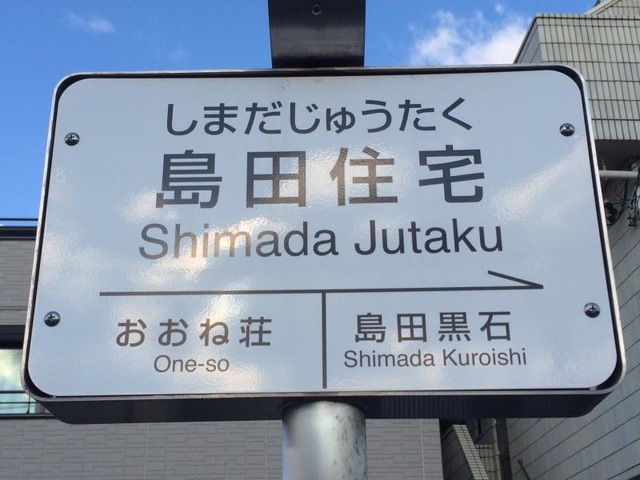 しまだじゅうたく
島田住宅
Shimada Jutaku
おおね荘
One-so
島田黒石
Shimada Kuroishi